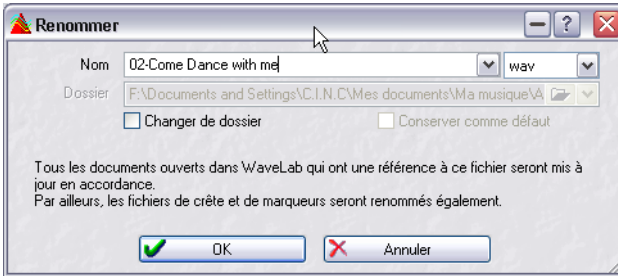 Renommer
Nom 02-Come Dance with me wav
Dossier F:\Documents and Settings\C.I.N.C\Mes documents\Ma musique\A
Changer de dossier Conserver comme défaut
Tous les documents ouverts dans WaveLab qui ont une référence à ce fichier seront mis à
jour en accordance.
Par ailleurs, les fichiers de crête et de marqueurs seront renommés également.
OK Annuler